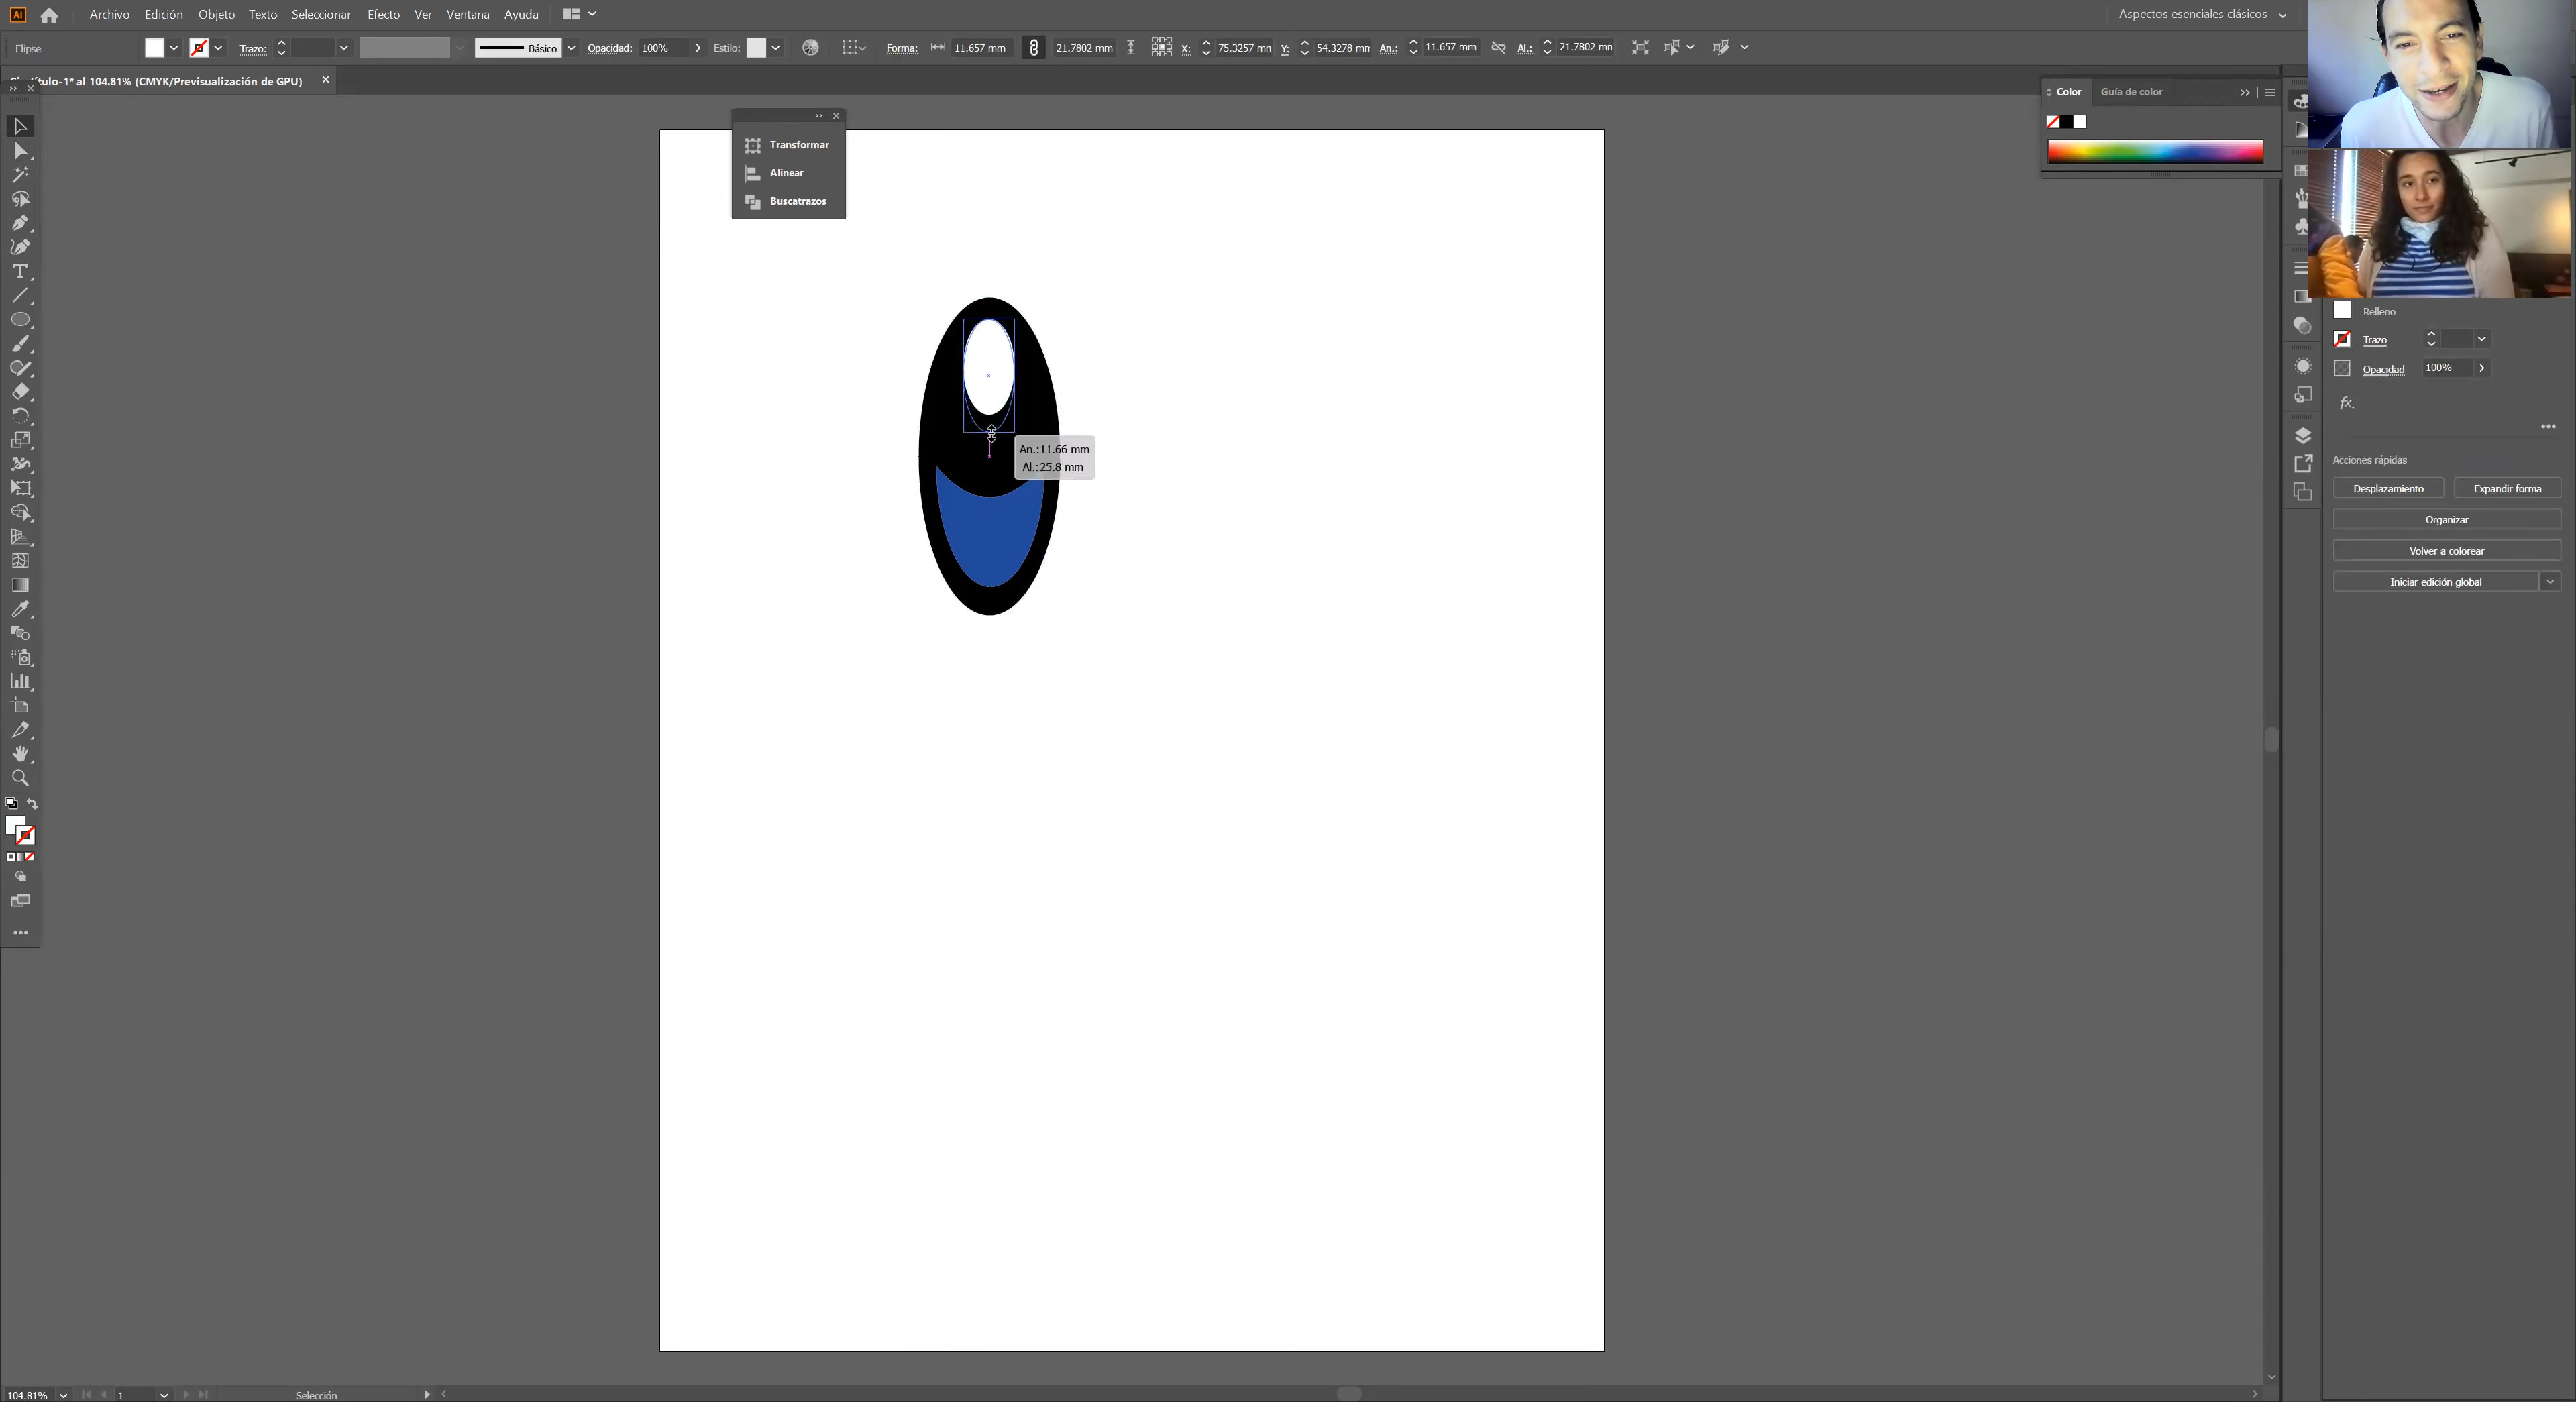 Ai Archivo Edición Objeto Texto Seleccionar Efecto Ver Ventana Ayuda Aspectos esenciales clásicos
Elipse Trazo: Básico Opacidad: 100% Estilo: Forma: 11.657 mm 21.7802 mm X: 75.3257 mm Y: 54.3278 mm An.: 11.657 mm Al.: 21.7802 mm
título-1* al 104.81% (CMYK/Previsualización de GPU)
Color Guía de color
Transformar
Alinear
Buscatrazos
Relleno
Trazo
Opacidad 100%
fx.
An.:11.66 mm
Al.:25.8 mm
Acciones rápidas
Desplazamiento Expandir forma
Organizar
Volver a colorear
Iniciar edición global
104.81% 1 Selección